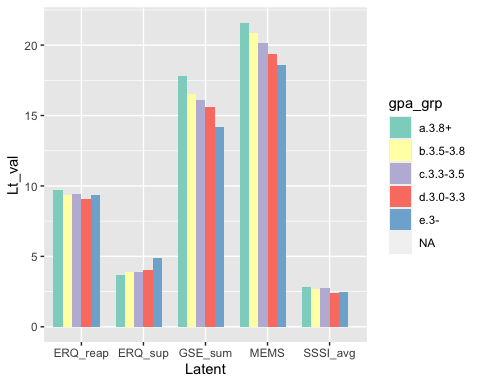 Lt_val
20
15
10
5
0
ERQ_reap ERQ_sup GSE_sum MEMS SSSI_avg
Latent
gpa_grp
a.3.8+
b.3.5-3.8
c.3.3-3.5
d.3.0-3.3
e.3-
NA